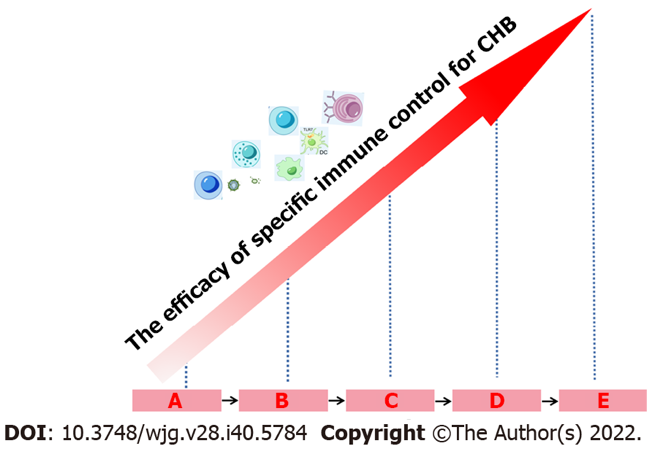 The efficacy of specific immune control for CHB
DC
A B C D E
DOI: 10.3748/wjg.v28.i40.5784 Copyright ©The Author(s) 2022.